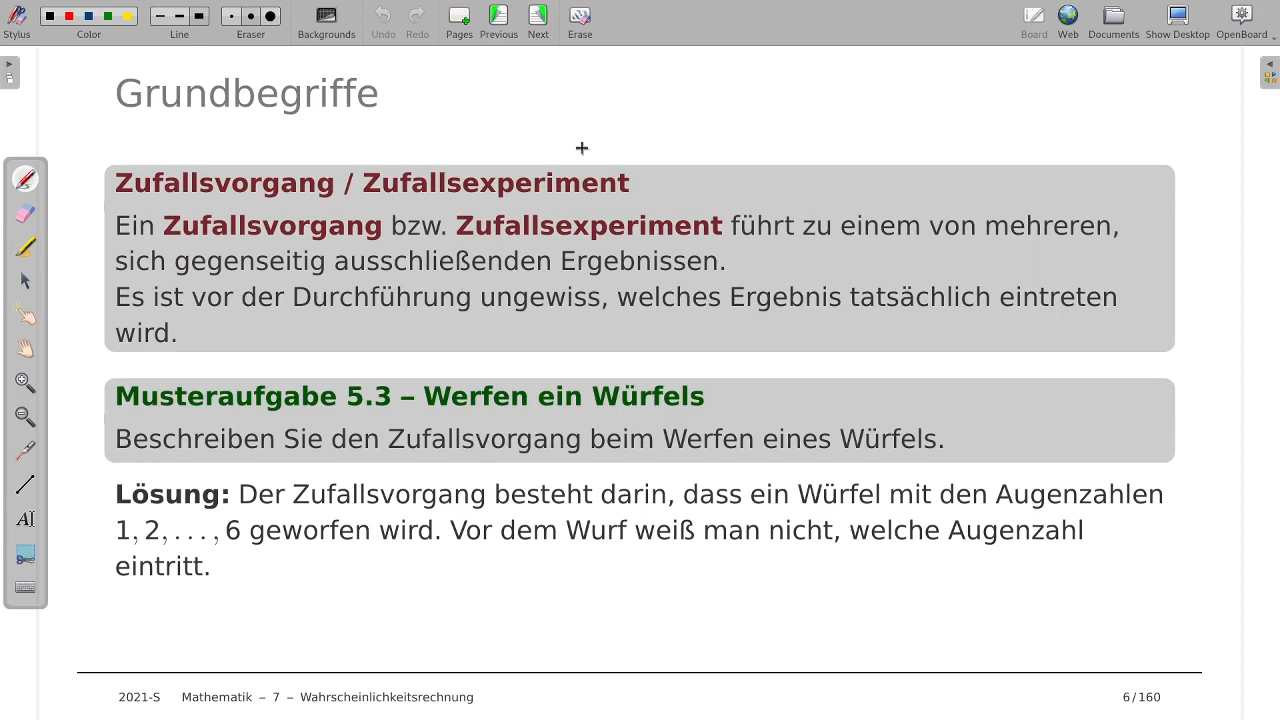 Stylus Color Line Eraser Backgrounds Undo Redo Pages Previous Next Erase Board Web Documents Show Desktop OpenBoard
Grundbegriffe
Zufallsvorgang / Zufallsexperiment
Ein Zufallsvorgang bzw. Zufallsexperiment führt zu einem von mehreren,
sich gegenseitig ausschließenden Ergebnissen.
Es ist vor der Durchführung ungewiss, welches Ergebnis tatsächlich eintreten
wird.
Musteraufgabe 5.3 – Werfen ein Würfels
Beschreiben Sie den Zufallsvorgang beim Werfen eines Würfels.
Lösung: Der Zufallsvorgang besteht darin, dass ein Würfel mit den Augenzahlen
1, 2, . . . , 6 geworfen wird. Vor dem Wurf weiß man nicht, welche Augenzahl
eintritt.
AI
2021-S Mathematik – 7 – Wahrscheinlichkeitsrechnung 6/160